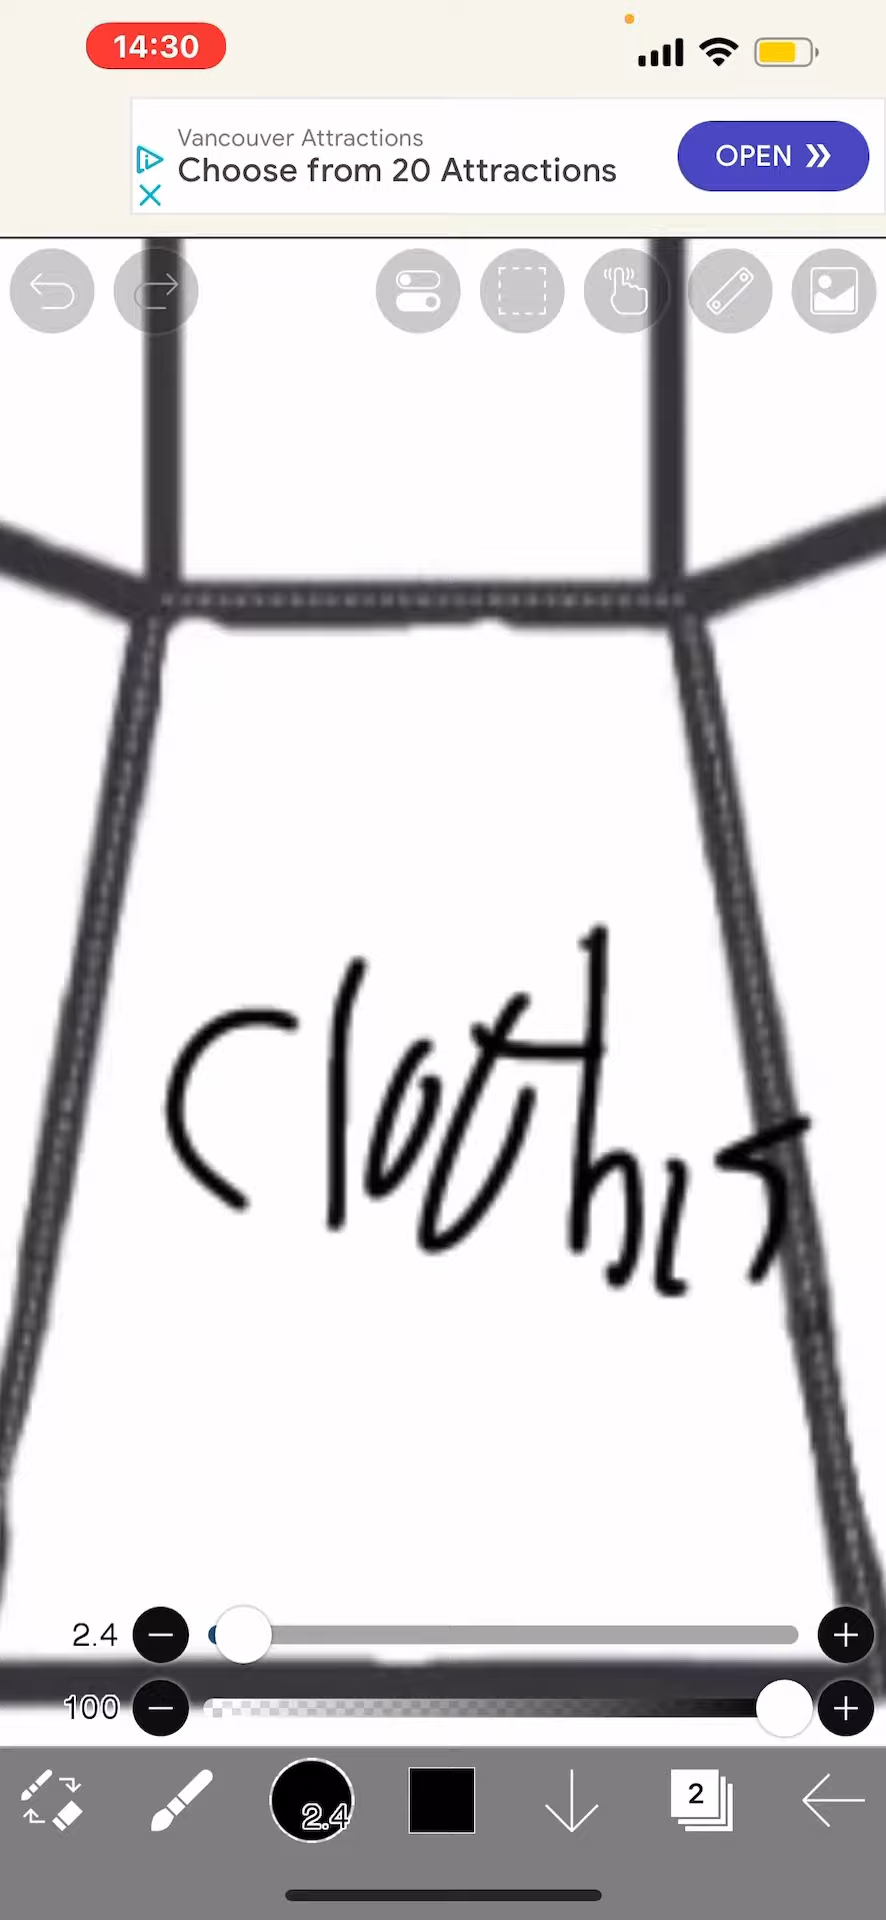 14:30
Vancouver Attractions
Choose from 20 Attractions
OPEN
Clothes
2.4
100
2.4
2